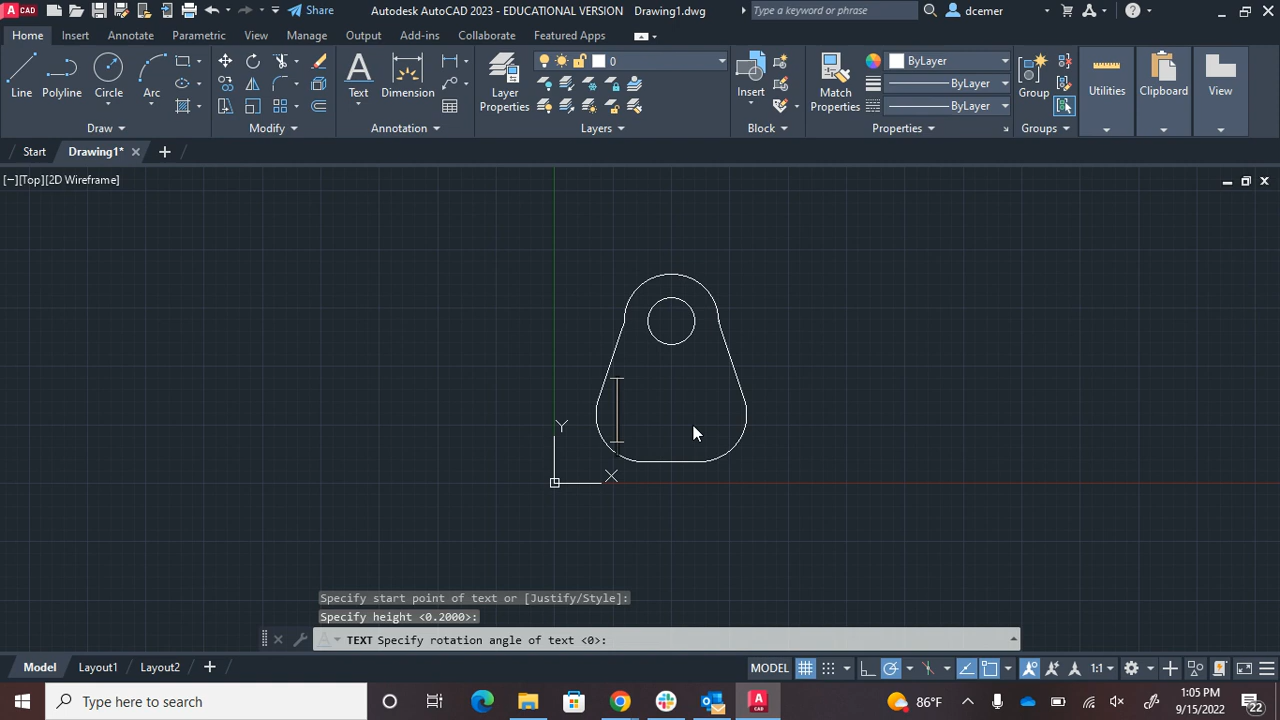 CAD
Share
Autodesk AutoCAD 2023 - EDUCATIONAL VERSION Drawing1.dwg
Type a keyword or phrase
dcemer
Home Insert Annotate Parametric View Manage Output Add-ins Collaborate Featured Apps
Line
Polyline
Circle
Arc
Text
Dimension
Layer
Properties
0
Insert
Match
Properties
ByLayer
ByLayer
ByLayer
Group
Utilities
Clipboard
View
Draw
Modify
Annotation
Layers
Block
Properties
Groups
Start
Drawing1*
[−][Top][2D Wireframe]
Y
X
Specify start point of text or [Justify/Style]:
Specify height <0.2000>:
TEXT Specify rotation angle of text <0>:
Model Layout1 Layout2
MODEL
1:1
Type here to search
86°F
1:05 PM
9/15/2022
22